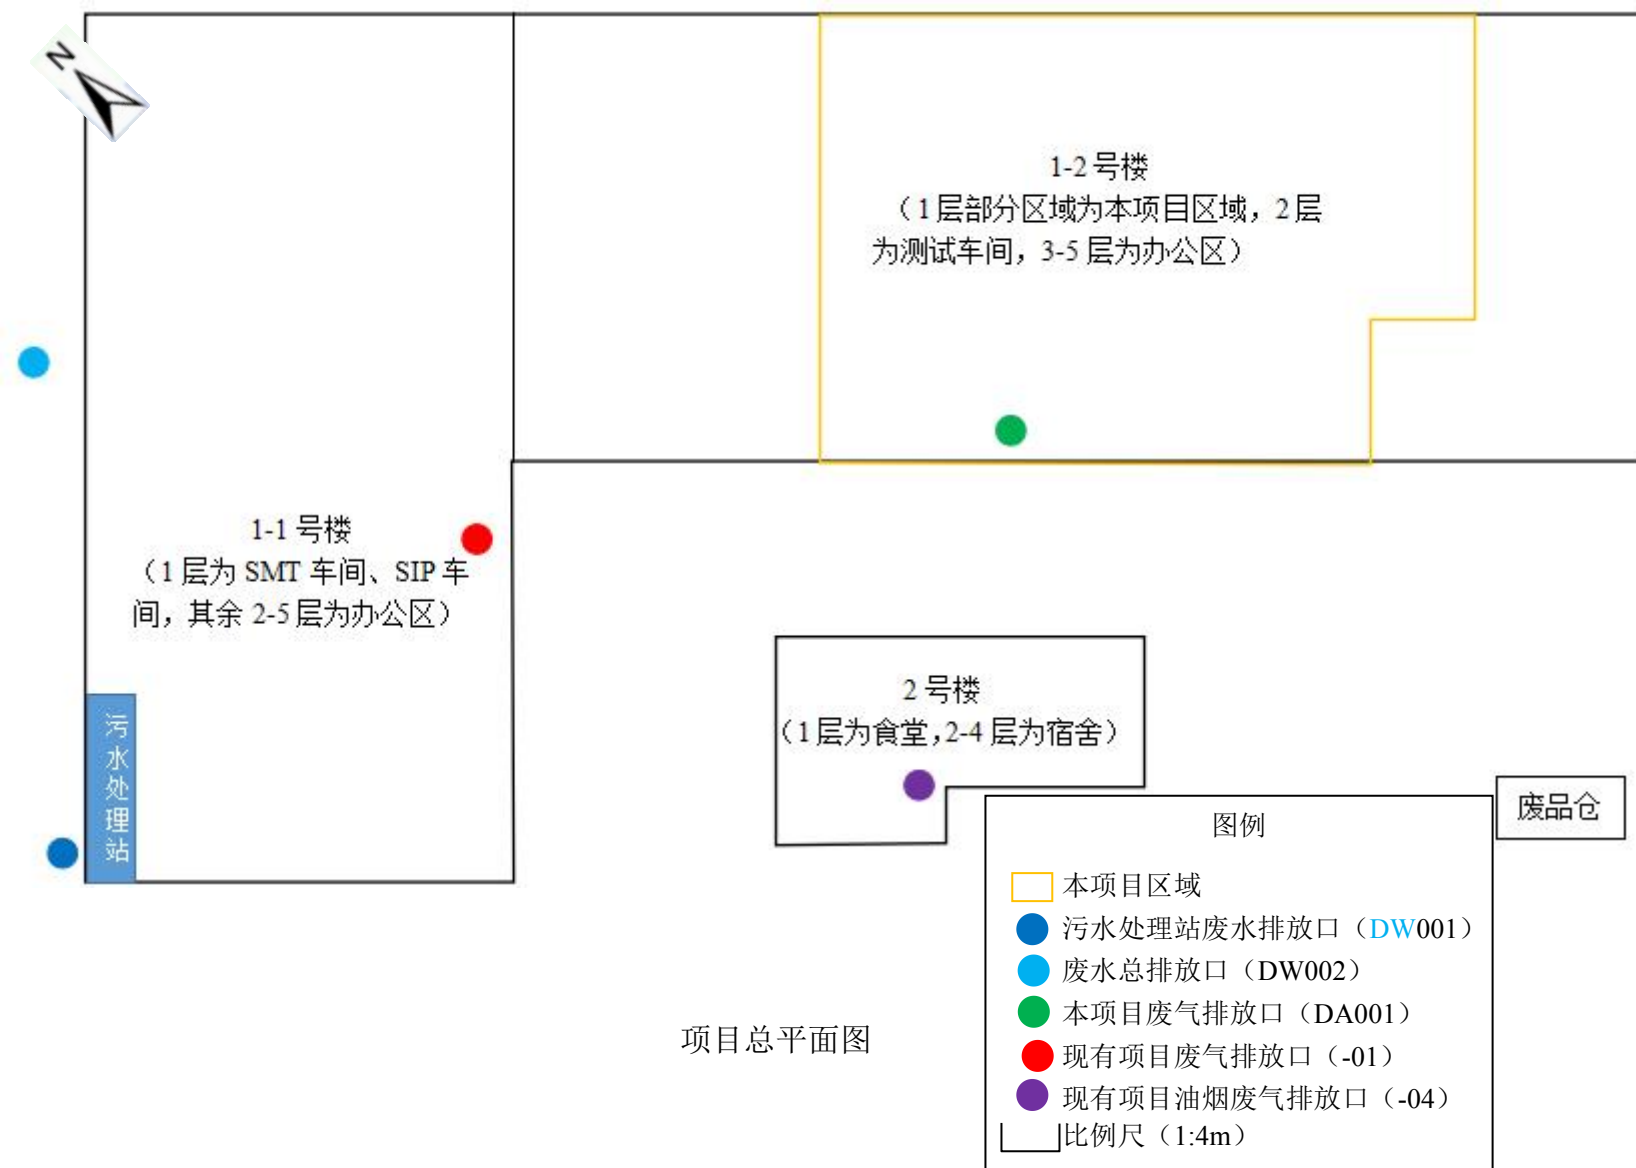 N
1-2 号楼
（1 层部分区域为本项目区域，2 层
为测试车间，3-5 层为办公区）
1-1 号楼
（1 层为 SMT 车间、SIP 车
间，其余 2-5 层为办公区）
污水处理站
2 号楼
（1 层为食堂,2-4 层为宿舍）
废品仓
图例
本项目区域
污水处理站废水排放口（DW001）
废水总排放口（DW002）
本项目废气排放口（DA001）
现有项目废气排放口（-01）
现有项目油烟废气排放口（-04）
比例尺（1:4m）
项目总平面图